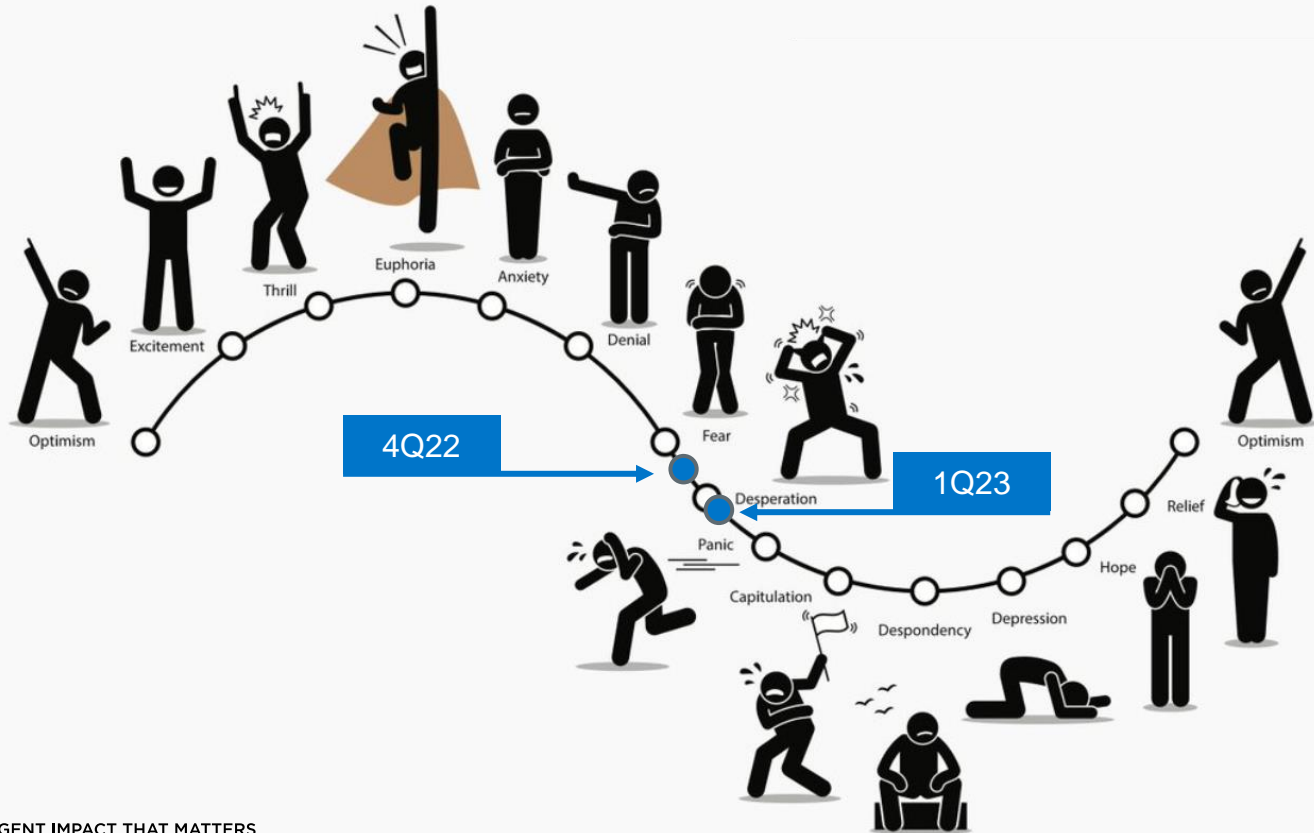 Euphoria
Anxiety
Thrill
Excitement
Denial
Optimism
Fear
Optimism
4Q22
1Q23
Desperation
Relief
Panic
Hope
Capitulation
Depression
Despondency
GENT IMPACT THAT MATTERS